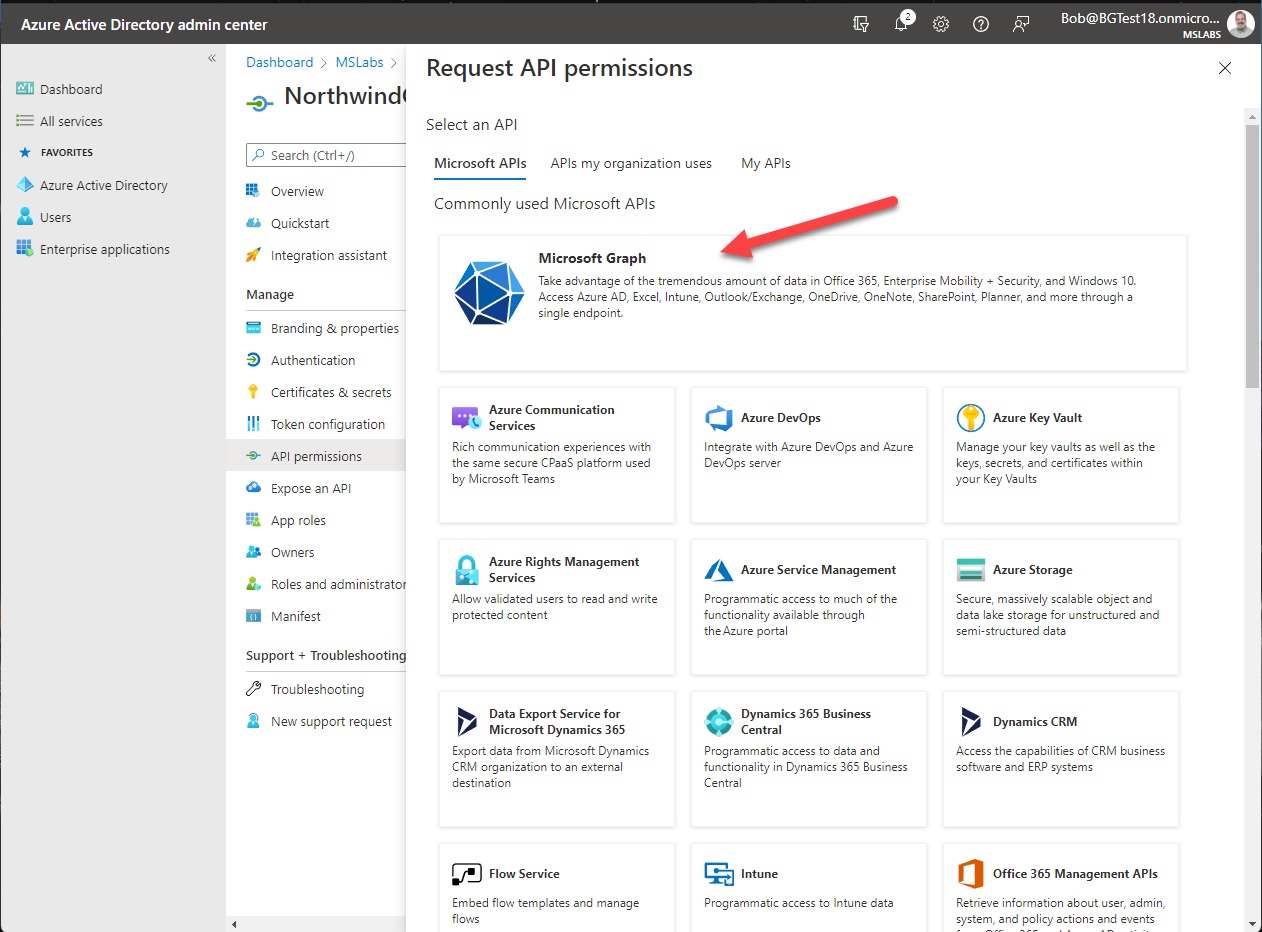 Azure Active Directory admin center
2
Bob@BGTest18.onmicro...
MSLABS
«
Dashboard
All services
FAVORITES
Azure Active Directory
Users
Enterprise applications
Dashboard > MSLabs >
Northwind
Search (Ctrl+/)
Overview
Quickstart
Integration assistant
Manage
Branding & properties
Authentication
Certificates & secrets
Token configuration
API permissions
Expose an API
App roles
Owners
Roles and administrator
Manifest
Support + Troubleshooting
Troubleshooting
New support request
Request API permissions
Select an API
Microsoft APIs
APIs my organization uses
My APIs
Commonly used Microsoft APIs
Microsoft Graph
Take advantage of the tremendous amount of data in Office 365, Enterprise Mobility + Security, and Windows 10.
Access Azure AD, Excel, Intune, Outlook/Exchange, OneDrive, OneNote, SharePoint, Planner, and more through a
single endpoint.
Azure Communication
Services
Rich communication experiences with
the same secure CPaaS platform used
by Microsoft Teams
Azure DevOps
Integrate with Azure DevOps and Azure
DevOps server
Azure Key Vault
Manage your key vaults as well as the
keys, secrets, and certificates within
your Key Vaults
Azure Rights Management
Services
Allow validated users to read and write
protected content
Azure Service Management
Programmatic access to much of the
functionality available through
the Azure portal
Azure Storage
Secure, massively scalable object and
data lake storage for unstructured and
semi-structured data
Data Export Service for
Microsoft Dynamics 365
Export data from Microsoft Dynamics
CRM organization to an external
destination
Dynamics 365 Business
Central
Programmatic access to data and
functionality in Dynamics 365 Business
Central
Dynamics CRM
Access the capabilities of CRM business
software and ERP systems
Flow Service
Embed flow templates and manage
flows
Intune
Programmatic access to Intune data
Office 365 Management APIs
Retrieve information about user, admin,
system, and policy actions and events